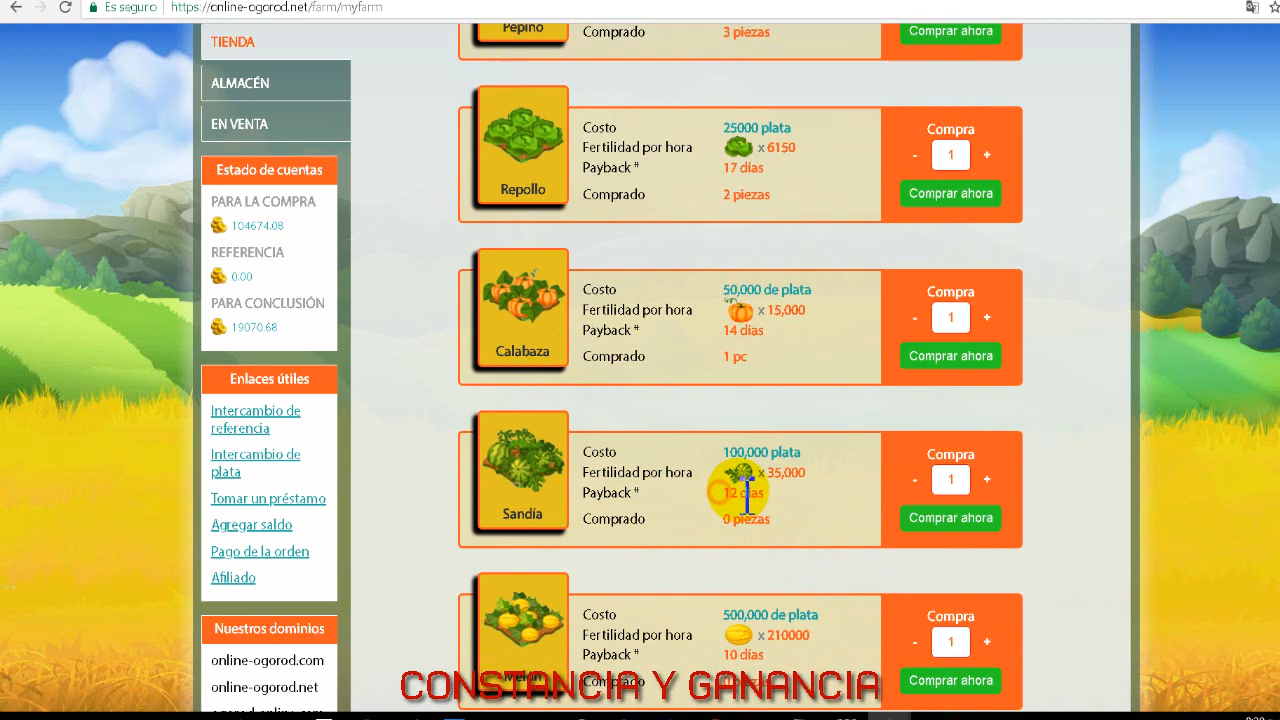 Es seguro https://online-ogorod.net/farm/myfarm
TIENDA
ALMACÉN
EN VENTA
Estado de cuentas
PARA LA COMPRA
104674.08
REFERENCIA
0.00
PARA CONCLUSIÓN
19070.68
Enlaces útiles
Intercambio de
referencia
Intercambio de
plata
Tomar un préstamo
Agregar saldo
Pago de la orden
Afiliado
Nuestros dominios
online-ogorod.com
online-ogorod.net
Pepino
Comprado 3 piezas
Comprar ahora
Repollo
Costo 25000 plata
Fertilidad por hora x 6150
Payback * 17 días
Comprado 2 piezas
Compra
- 1 +
Comprar ahora
Calabaza
Costo 50,000 de plata
Fertilidad por hora x 15,000
Payback * 14 días
Comprado 1 pc
Compra
- 1 +
Comprar ahora
Sandía
Costo 100,000 plata
Fertilidad por hora x 35,000
Payback * 12 días
Comprado 0 piezas
Compra
- 1 +
Comprar ahora
Melón
Costo 500,000 de plata
Fertilidad por hora x 210000
Payback * 10 días
Compra
- 1 +
Comprar ahora
CONSTANCIA Y GANANCIA